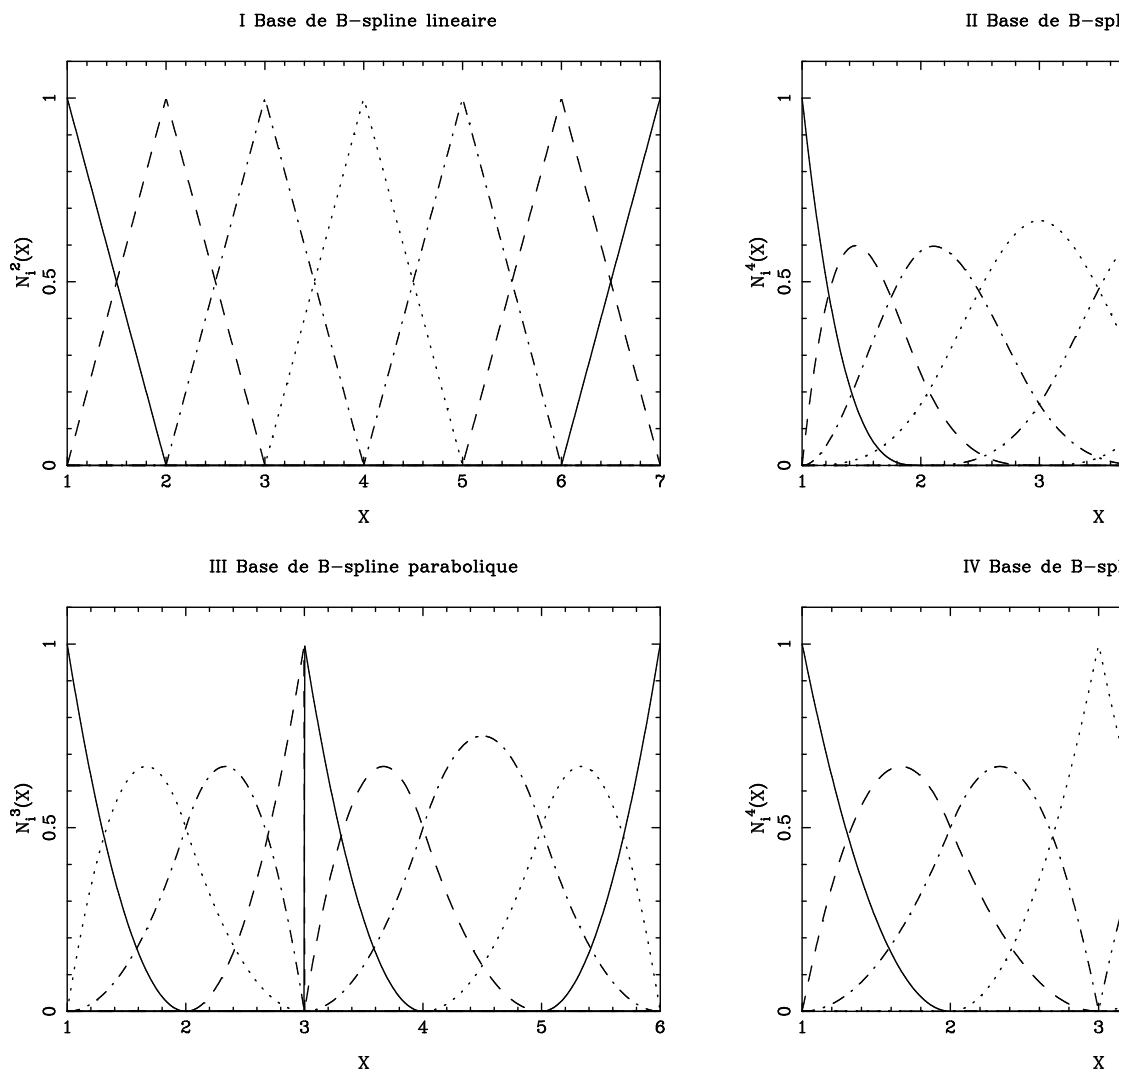 I Base de B-spline lineaire
1
0.5
0
N_i^2(X)
1 2 3 4 5 6 7
X
II Base de B-spl
1
0.5
0
N_i^4(X)
1 2 3
X
III Base de B-spline parabolique
1
0.5
0
N_i^3(X)
1 2 3 4 5 6
X
IV Base de B-sp
1
0.5
0
N_i^4(X)
1 2 3
X